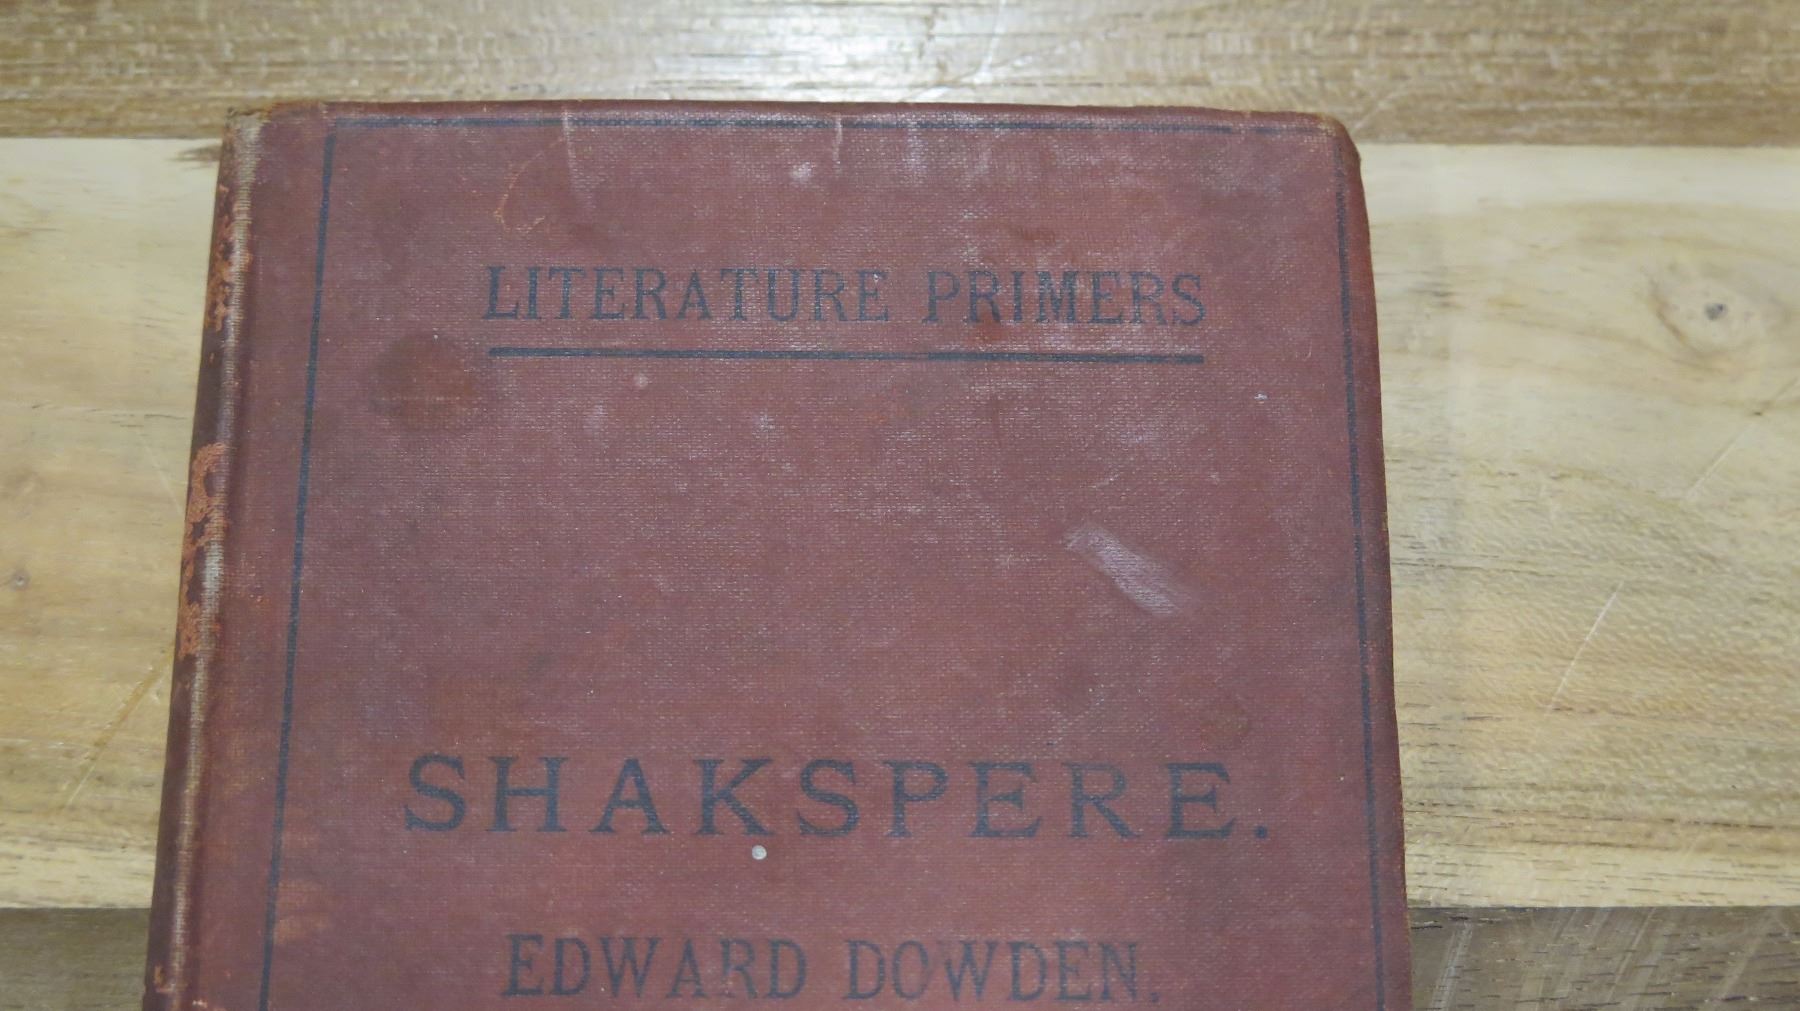 LITERATURE PRIMERS
SHAKSPERE.
EDWARD DOWDEN.